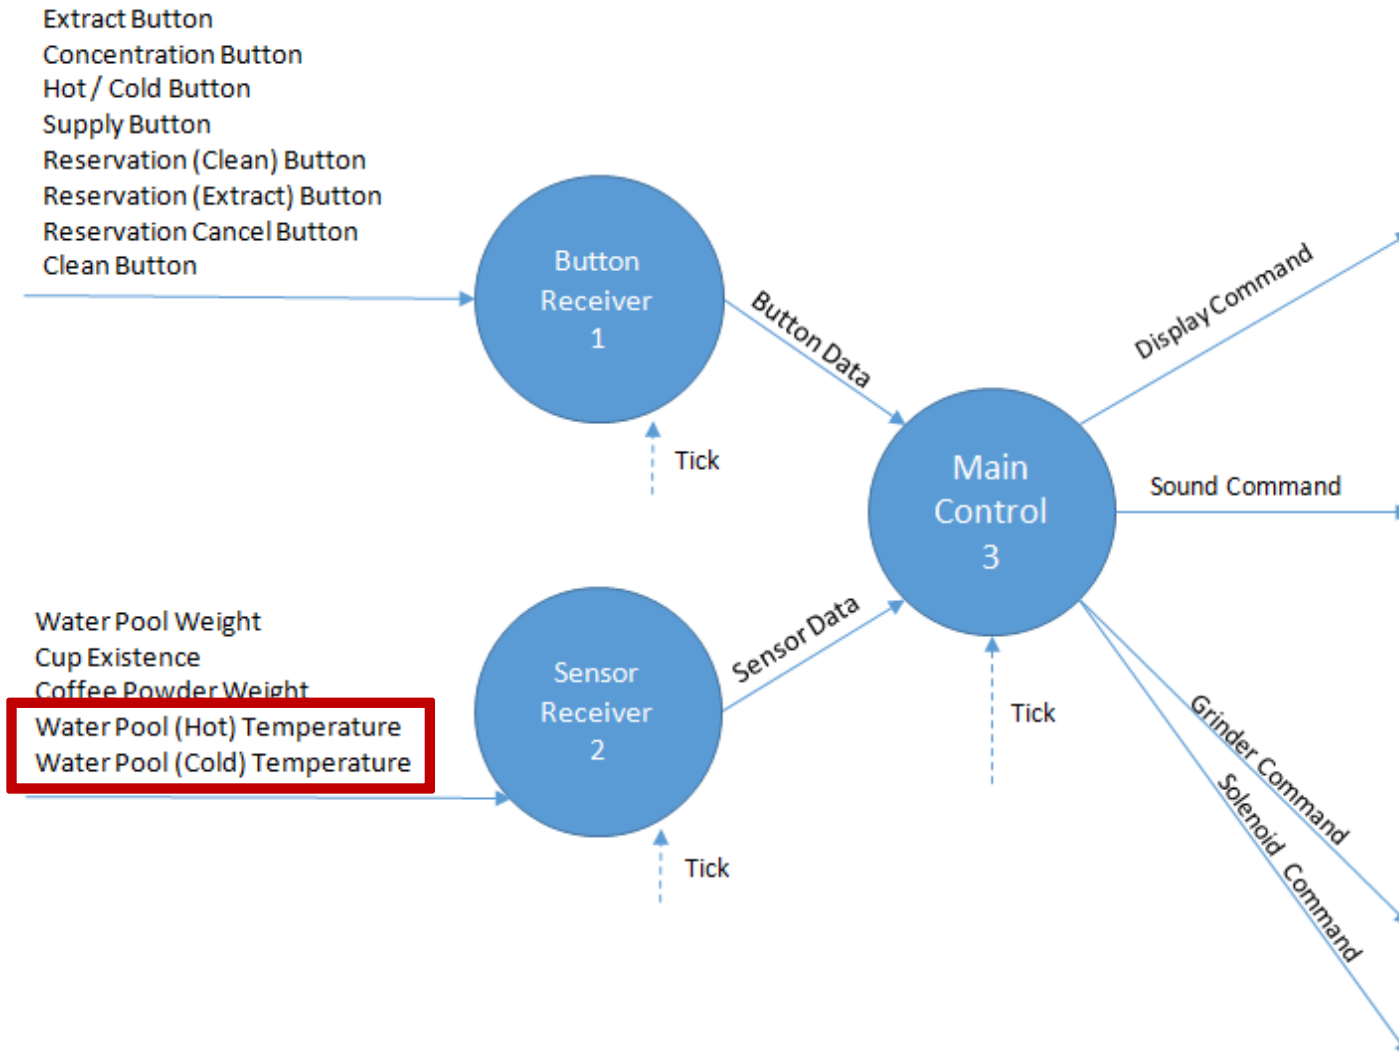 Extract Button
Concentration Button
Hot / Cold Button
Supply Button
Reservation (Clean) Button
Reservation (Extract) Button
Reservation Cancel Button
Clean Button
Button
Receiver
1
Button Data
Display Command
Tick
Main
Control
3
Sound Command
Water Pool Weight
Cup Existence
Coffee Powder Weight
Water Pool (Hot) Temperature
Water Pool (Cold) Temperature
Sensor
Receiver
2
Sensor Data
Tick
Grinder Command
Solenoid Command
Tick